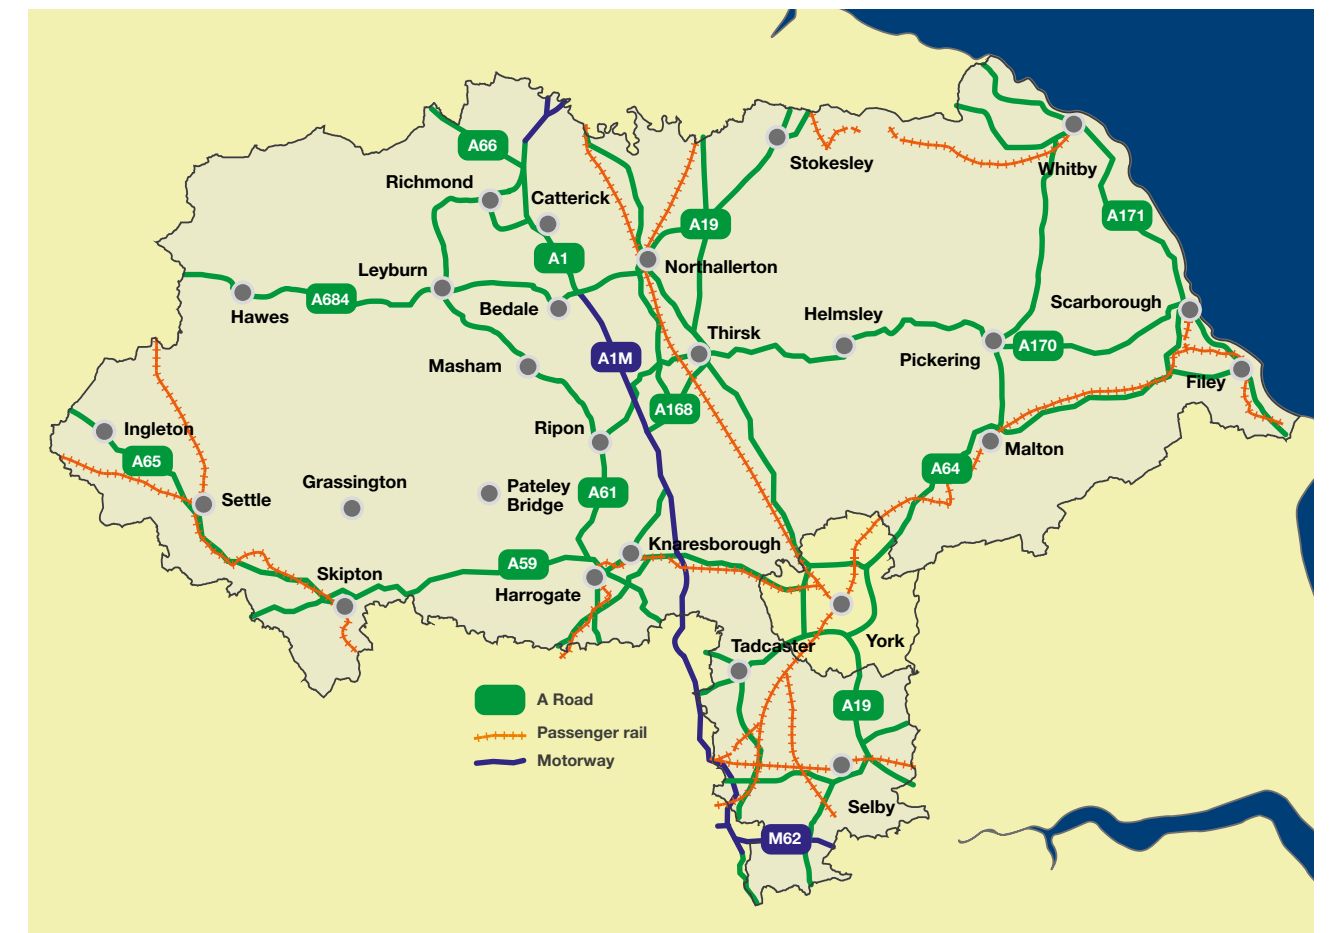 A66
Richmond
Catterick
Stokesley
Whitby
A171
A19
A1
Leyburn
Northallerton
Hawes
A684
Bedale
Scarborough
Helmsley
Thirsk
A1M
Pickering
A170
Masham
Filey
A168
Ingleton
Ripon
Malton
A65
A64
Settle
Grassington
Pateley
Bridge
A61
Knaresborough
A59
Skipton
Harrogate
Tadcaster
York
A Road
A19
Passenger rail
Motorway
Selby
M62